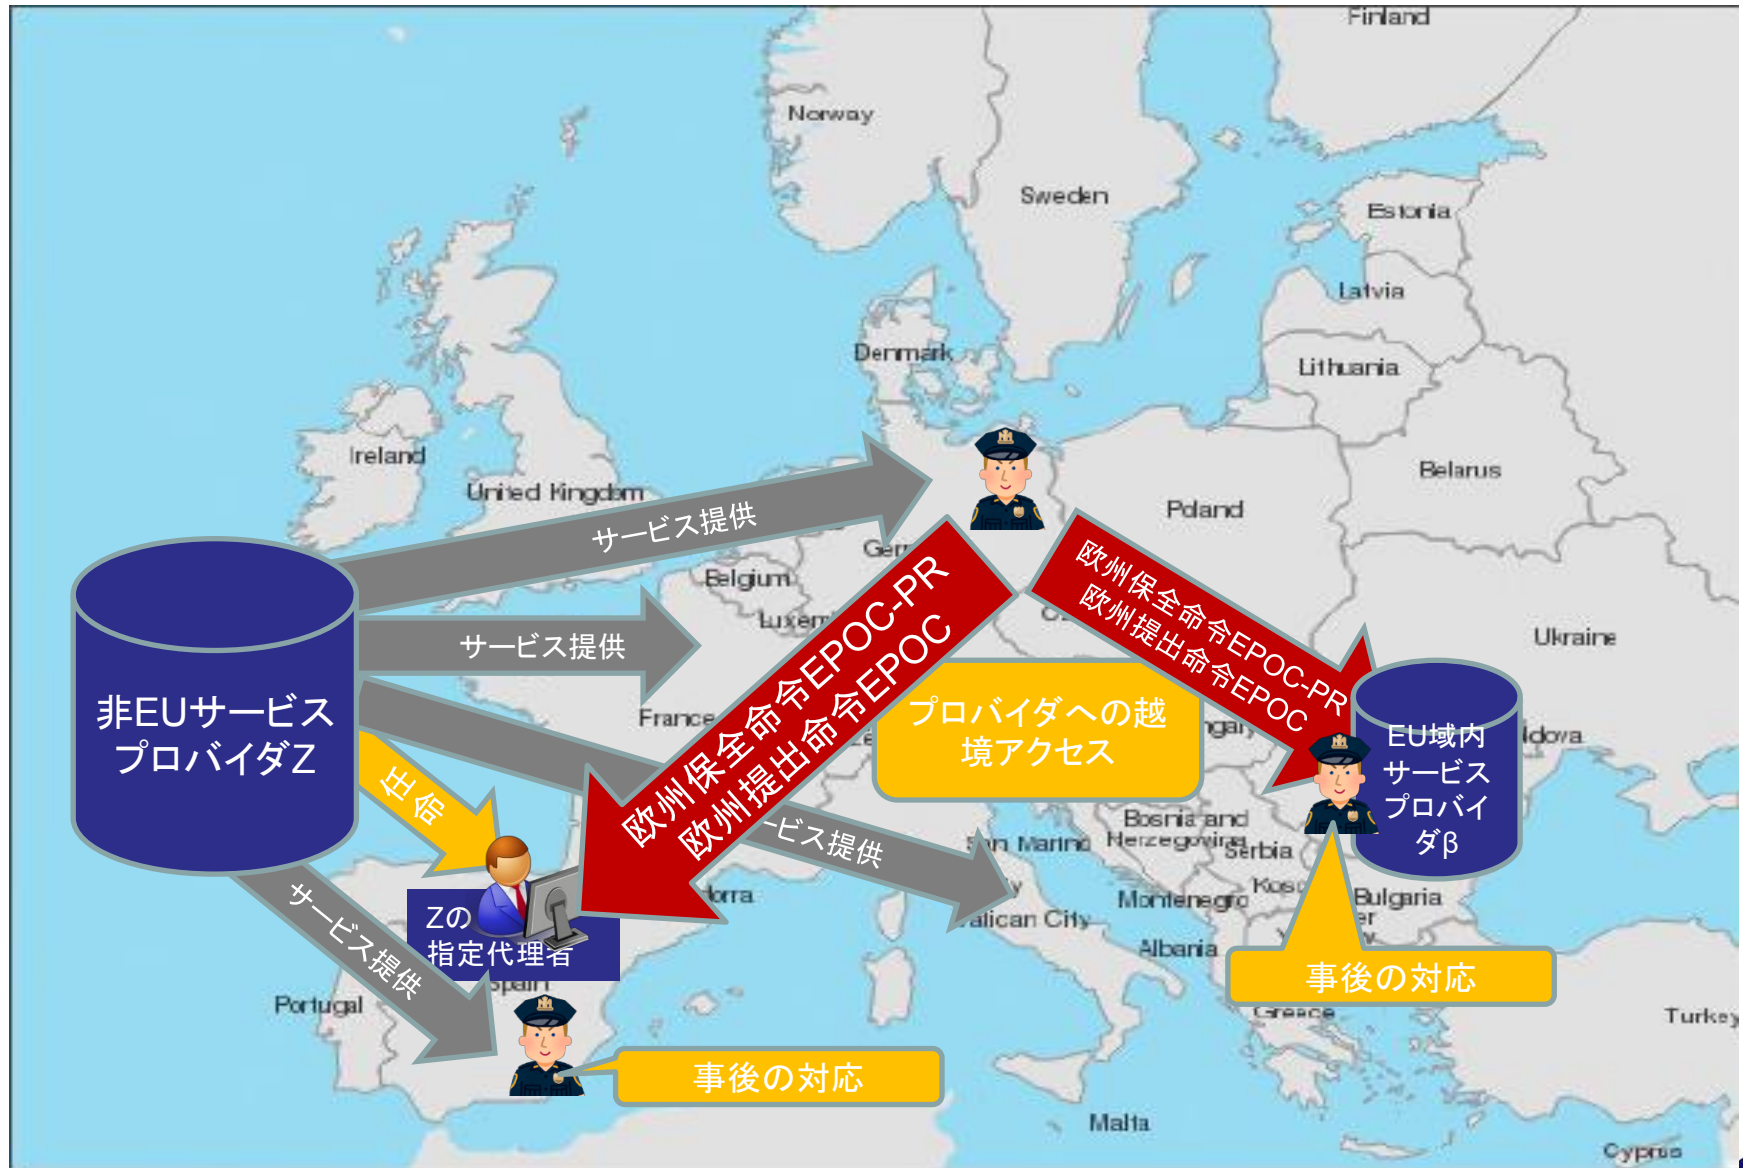 Finland
Norway
Sweden
Estonia
Latvia
Denmark
Lithuania
Ireland
United Kingdom
Belarus
Poland
サービス提供
Belgium
サービス提供
Ukraine
欧州保全命令EPOC-PR
欧州提出命令EPOC
欧州保全命令EPOC-PR
欧州提出命令EPOC
非EUサービス
プロバイダZ
France
プロバイダへの越
境アクセス
EU域内
サービス
プロバイ
ダβ
任命
ービス提供
San Marino
Bosnia and
Herzegovina
Serbia
Montenegro
Bulgaria
Albania
サービス提供
Zの
指定代理者
Spain
Portugal
事後の対応
Greece
Turkey
事後の対応
Malta
Cyprus